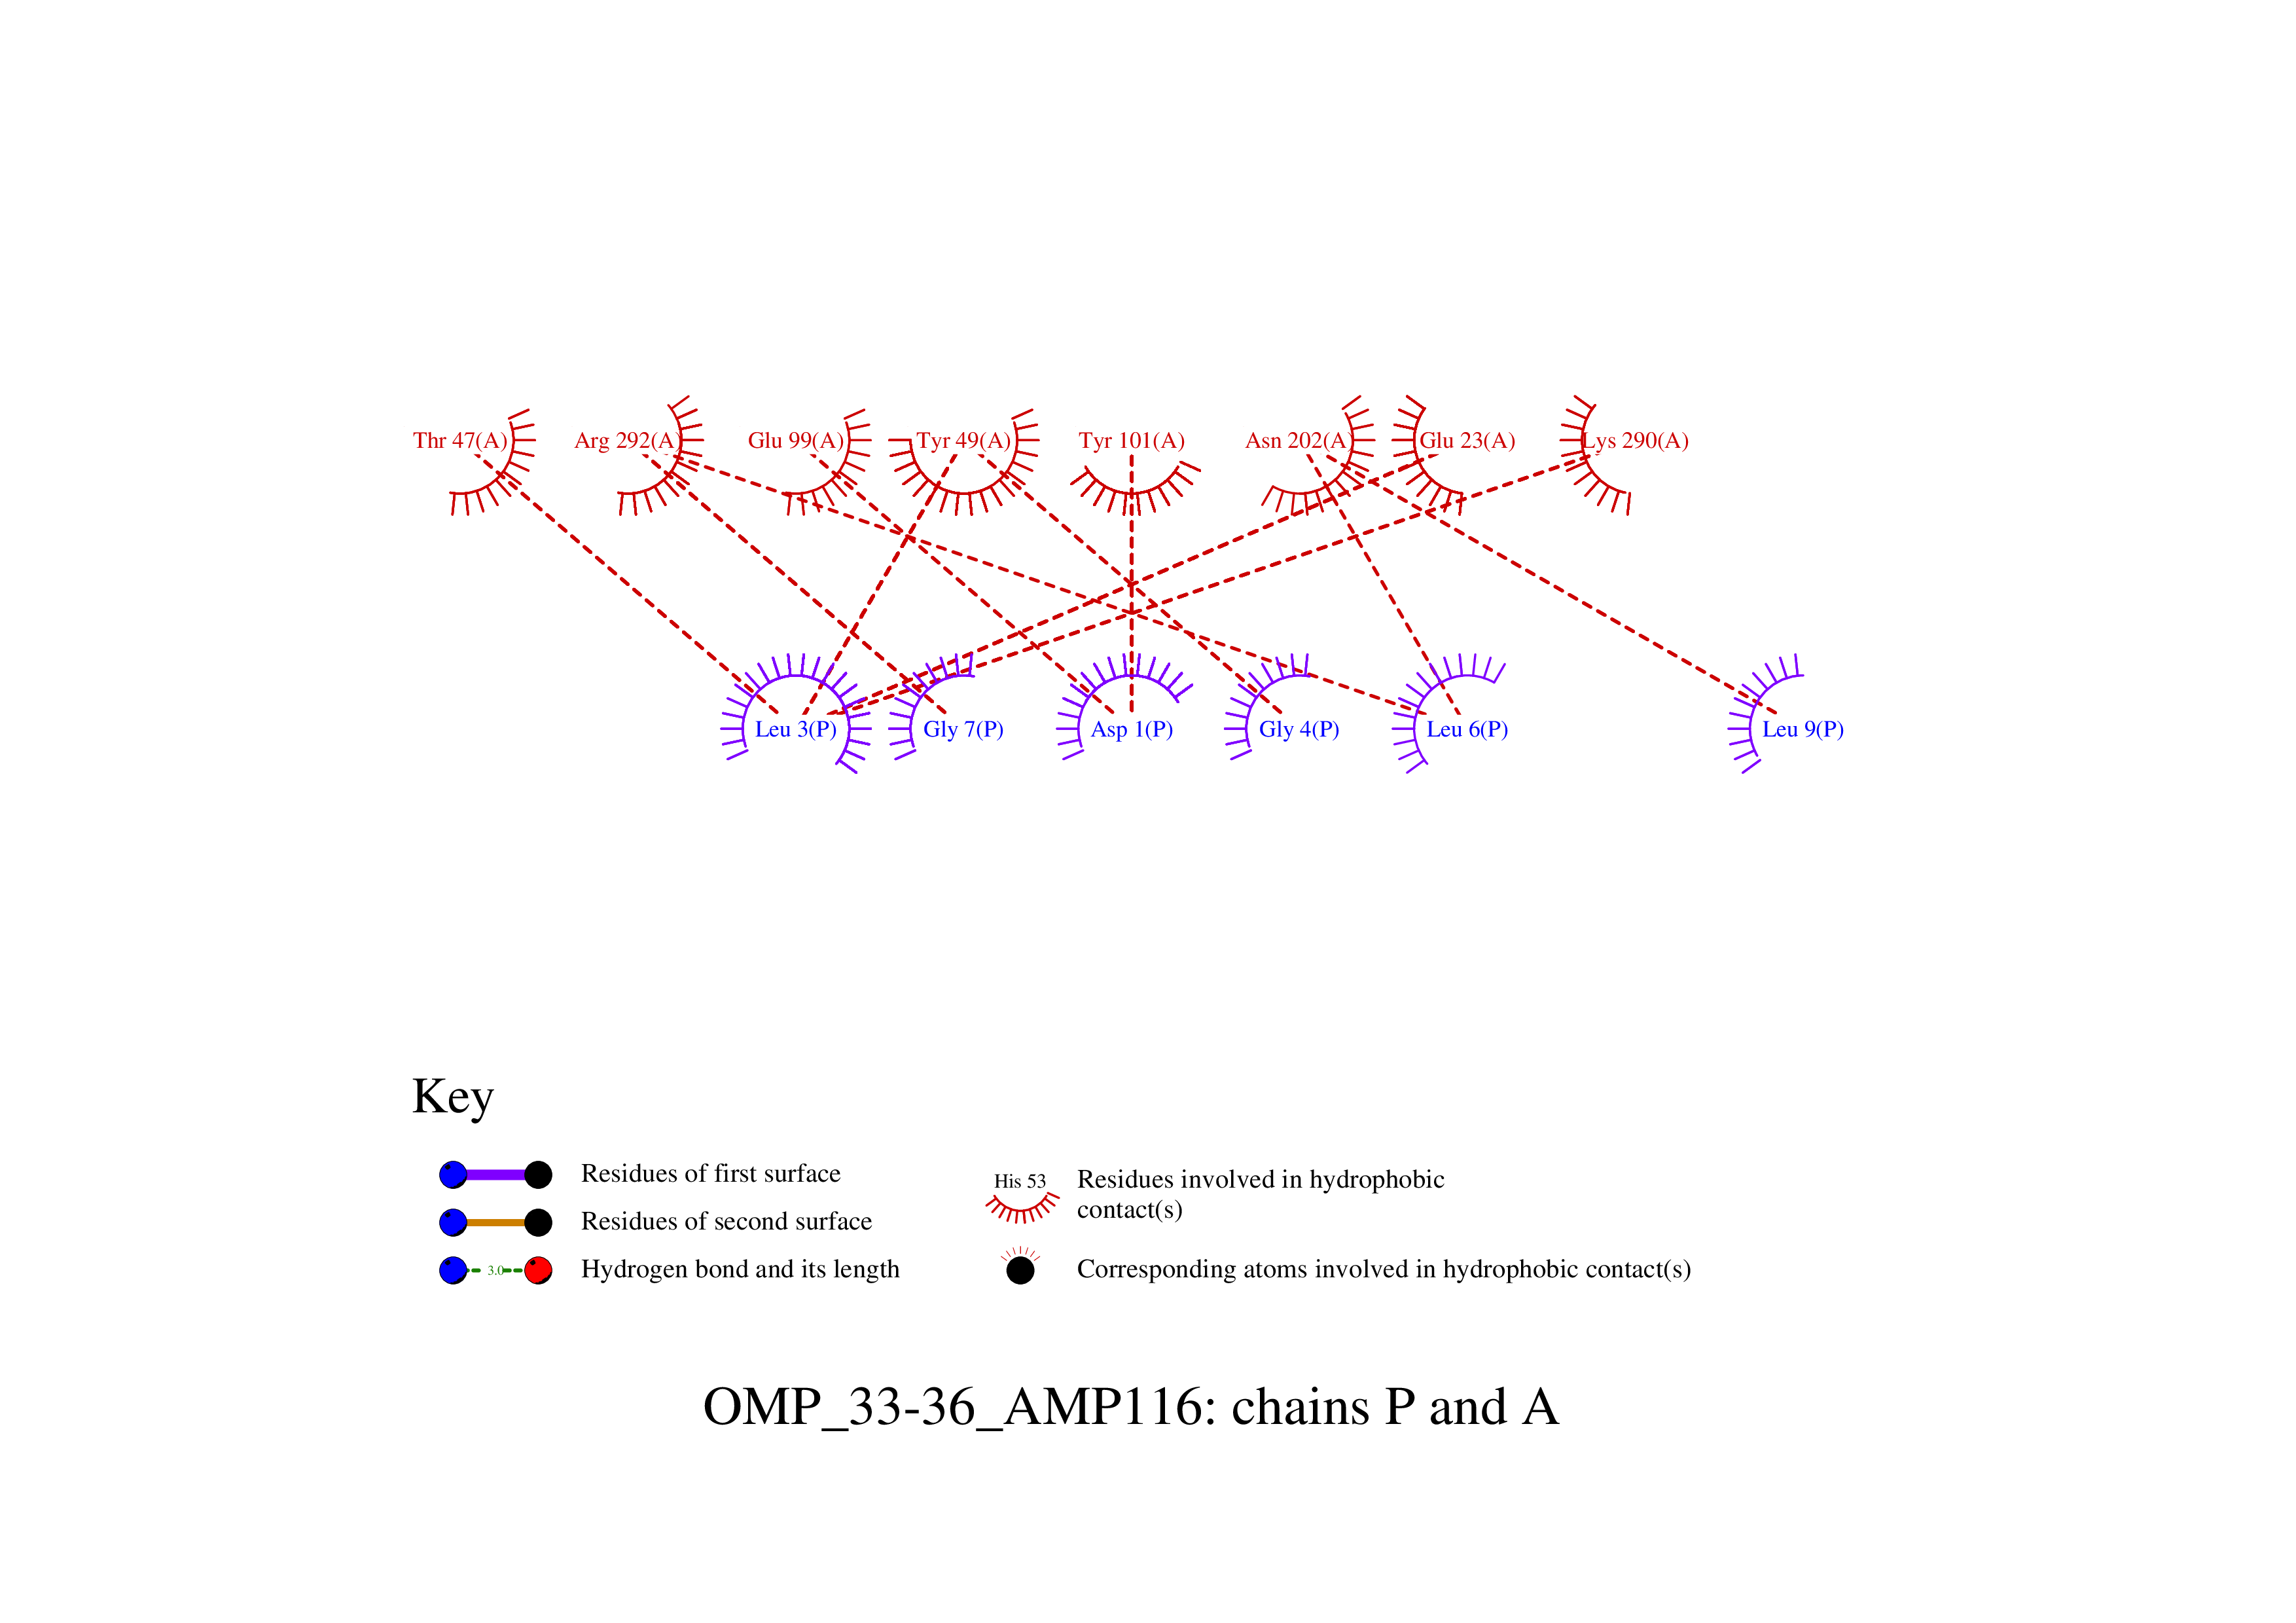 Thr 47(A) Arg 292(A) Glu 99(A) Tyr 49(A) Tyr 101(A) Asn 202(A) Glu 23(A) Lys 290(A)
Leu 3(P) Gly 7(P) Asp 1(P) Gly 4(P) Leu 6(P) Leu 9(P)
Key
Residues of first surface
Residues of second surface
3.0 Hydrogen bond and its length
His 53 Residues involved in hydrophobic
contact(s)
Corresponding atoms involved in hydrophobic contact(s)
OMP_33-36_AMP116: chains P and A